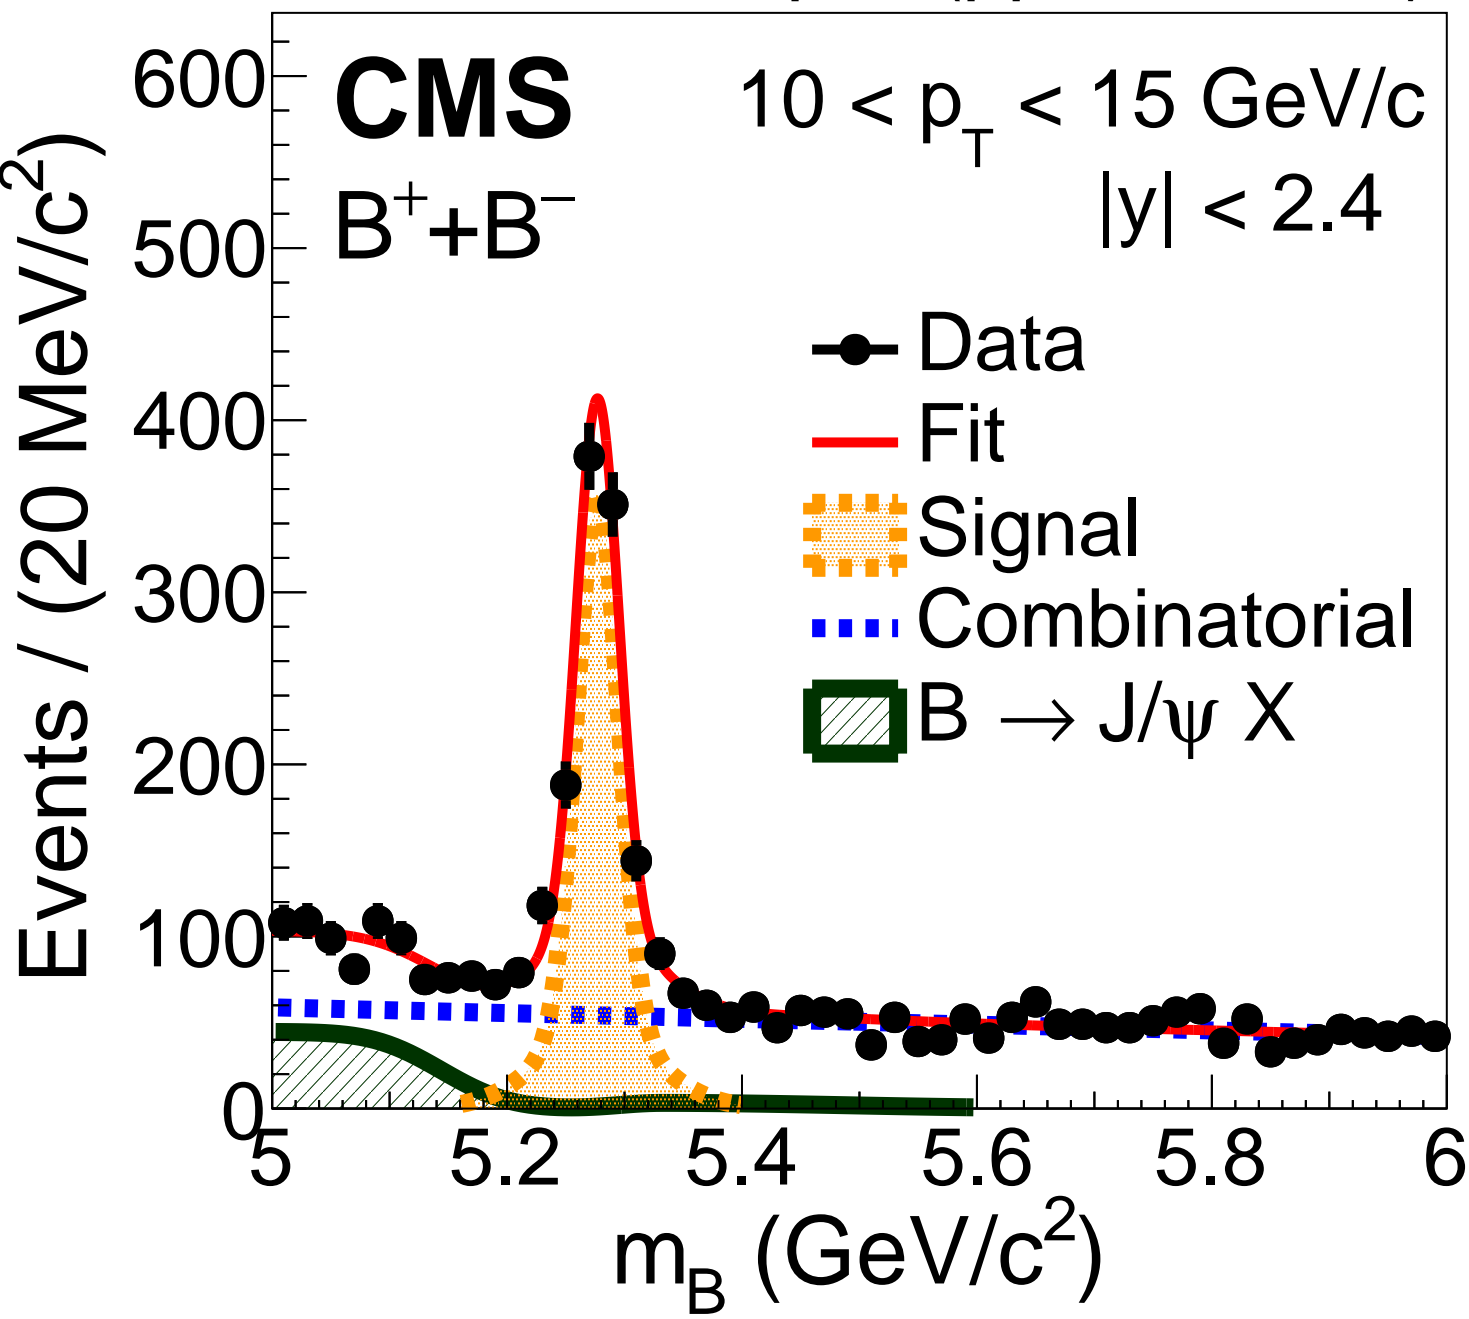 CMS
10 < p_T < 15 GeV/c
B⁺+B⁻
|y| < 2.4
Data
Fit
Signal
Combinatorial
B → J/ψ X
Events / (20 MeV/c²)
600
500
400
300
200
100
0
5 5.2 5.4 5.6 5.8 6
m_B (GeV/c²)